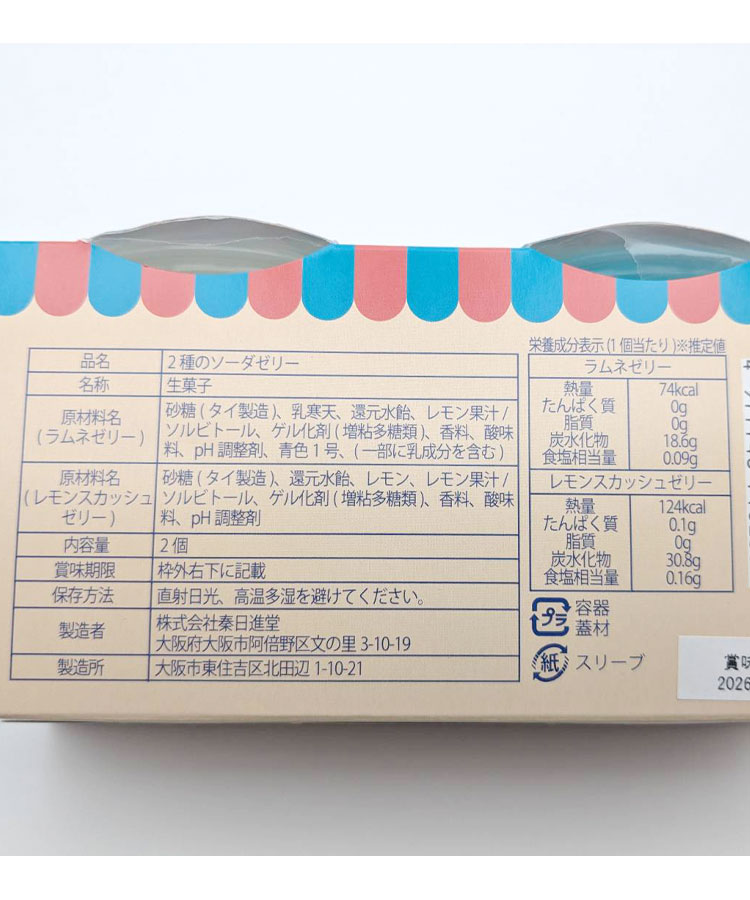 品名 2種のソーダゼリー
名称 生菓子
原材料名
(ラムネゼリー)
砂糖(タイ製造)、乳寒天、還元水飴、レモン果汁/
ソルビトール、ゲル化剤(増粘多糖類)、香料、酸味
料、pH調整剤、青色1号、(一部に乳成分を含む)
原材料名
(レモンスカッシュ
ゼリー)
砂糖(タイ製造)、還元水飴、レモン、レモン果汁/
ソルビトール、ゲル化剤(増粘多糖類)、香料、酸味
料、pH調整剤
内容量 2個
賞味期限 枠外右下に記載
保存方法 直射日光、高温多湿を避けてください。
製造者 株式会社秦日進堂
大阪府大阪市阿倍野区文の里3-10-19
製造所 大阪市東住吉区北田辺1-10-21
栄養成分表示(1個当たり)※推定値
ラムネゼリー
熱量 74kcal
たんぱく質 0g
脂質 0g
炭水化物 18.6g
食塩相当量 0.09g
レモンスカッシュゼリー
熱量 124kcal
たんぱく質 0.1g
脂質 0g
炭水化物 30.8g
食塩相当量 0.16g
プラ 容器
蓋材
紙 スリーブ
賞味
2026